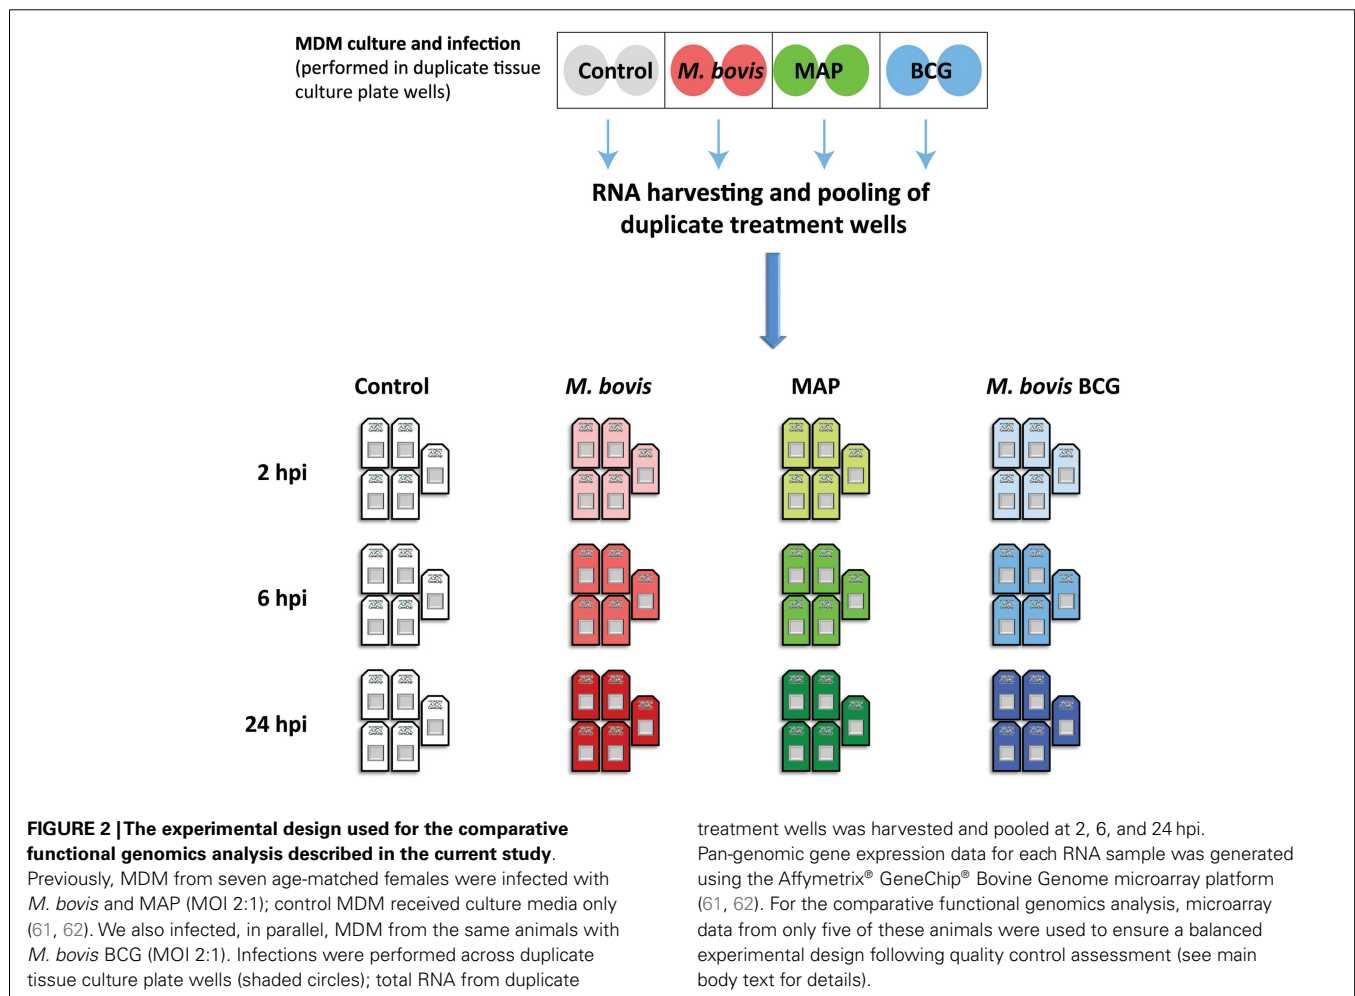 MDM culture and infection
(performed in duplicate tissue
culture plate wells)
Control
M. bovis
MAP
BCG
RNA harvesting and pooling of
duplicate treatment wells
Control
M. bovis
MAP
M. bovis BCG
2 hpi
6 hpi
24 hpi
FIGURE 2 | The experimental design used for the comparative
functional genomics analysis described in the current study.
Previously, MDM from seven age-matched females were infected with
M. bovis and MAP (MOI 2:1); control MDM received culture media only
(61, 62). We also infected, in parallel, MDM from the same animals with
M. bovis BCG (MOI 2:1). Infections were performed across duplicate
tissue culture plate wells (shaded circles); total RNA from duplicate
treatment wells was harvested and pooled at 2, 6, and 24 hpi.
Pan-genomic gene expression data for each RNA sample was generated
using the Affymetrix® GeneChip® Bovine Genome microarray platform
(61, 62). For the comparative functional genomics analysis, microarray
data from only five of these animals were used to ensure a balanced
experimental design following quality control assessment (see main
body text for details).